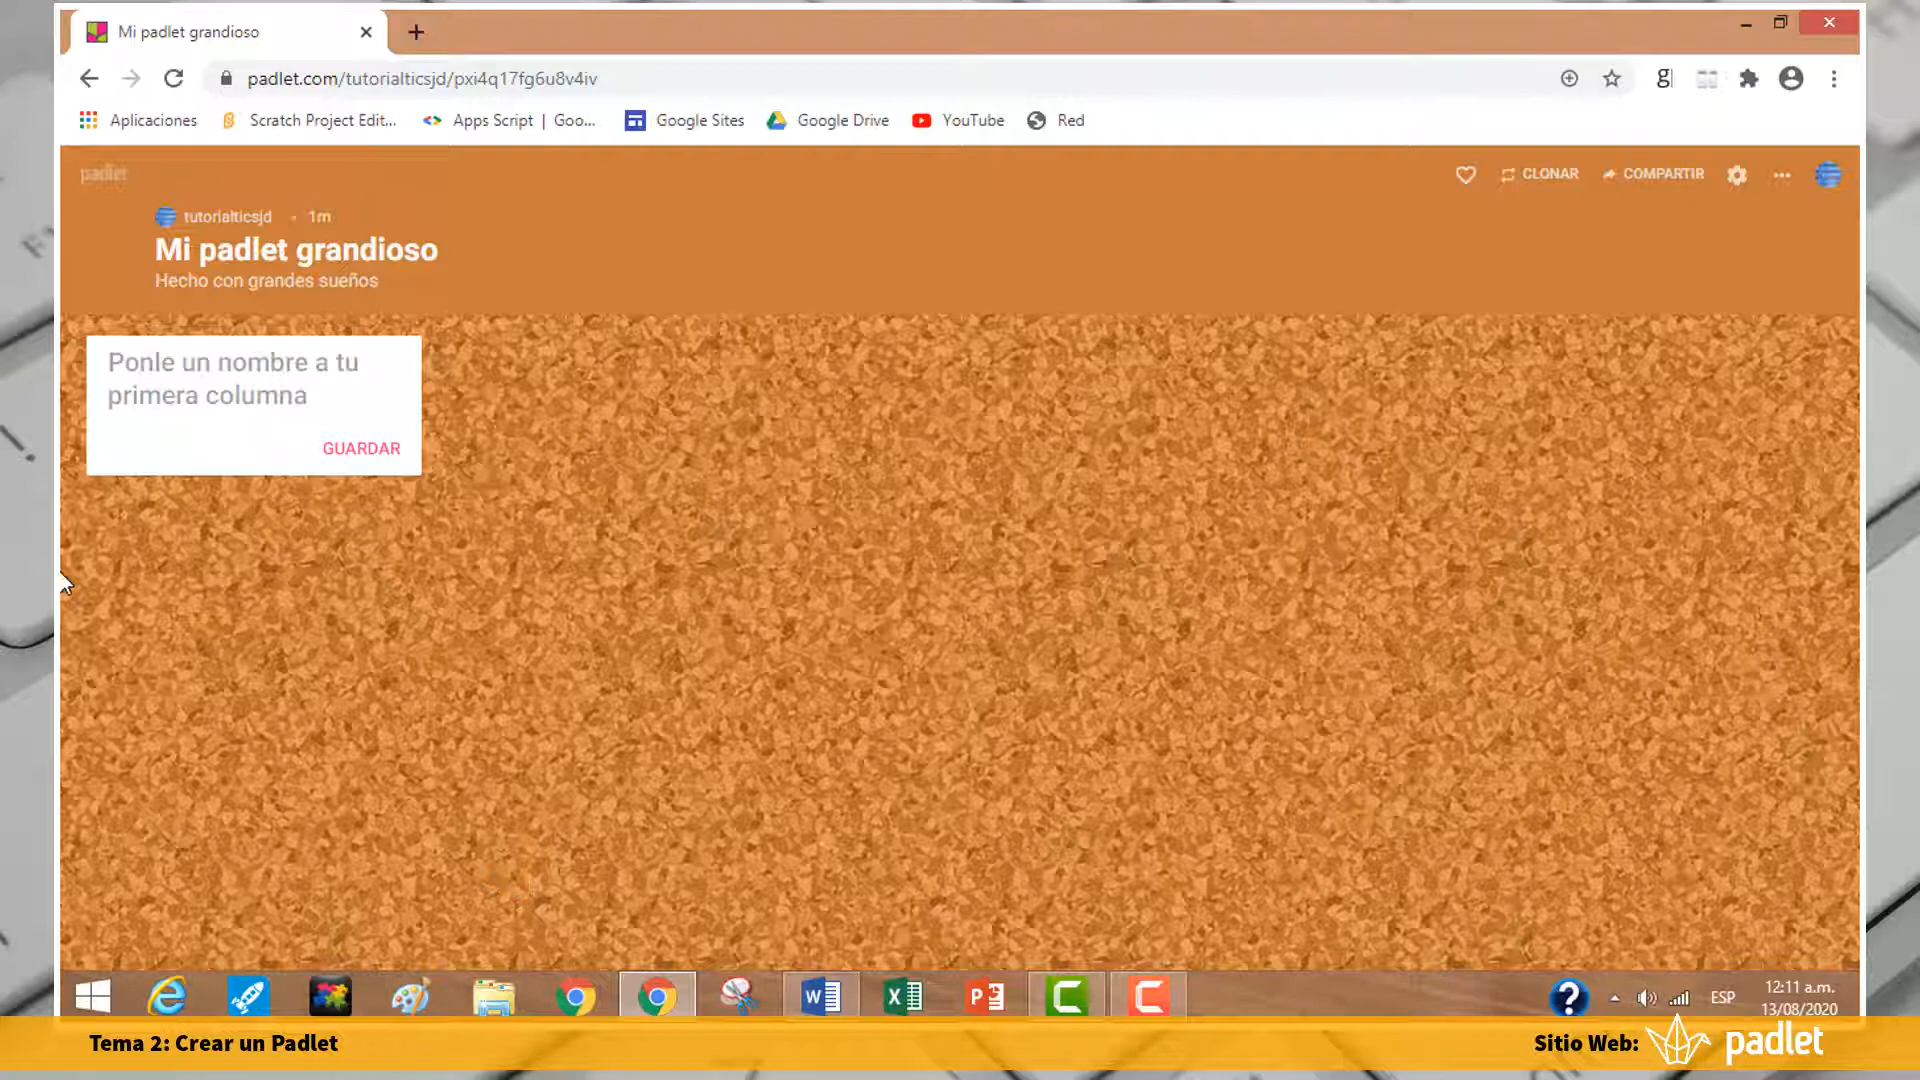 Mi padlet grandioso
padlet.com/tutorialticsjd/pxi4q17fg6u8v4iv
Aplicaciones
Scratch Project Edit...
Apps Script | Goo...
Google Sites
Google Drive
YouTube
Red
padlet
CLONAR
COMPARTIR
tutorialticsjd • 1m
Mi padlet grandioso
Hecho con grandes sueños
Ponle un nombre a tu
primera columna
GUARDAR
ESP
12:11 a.m.
13/08/2020
Tema 2: Crear un Padlet
Sitio Web: padlet